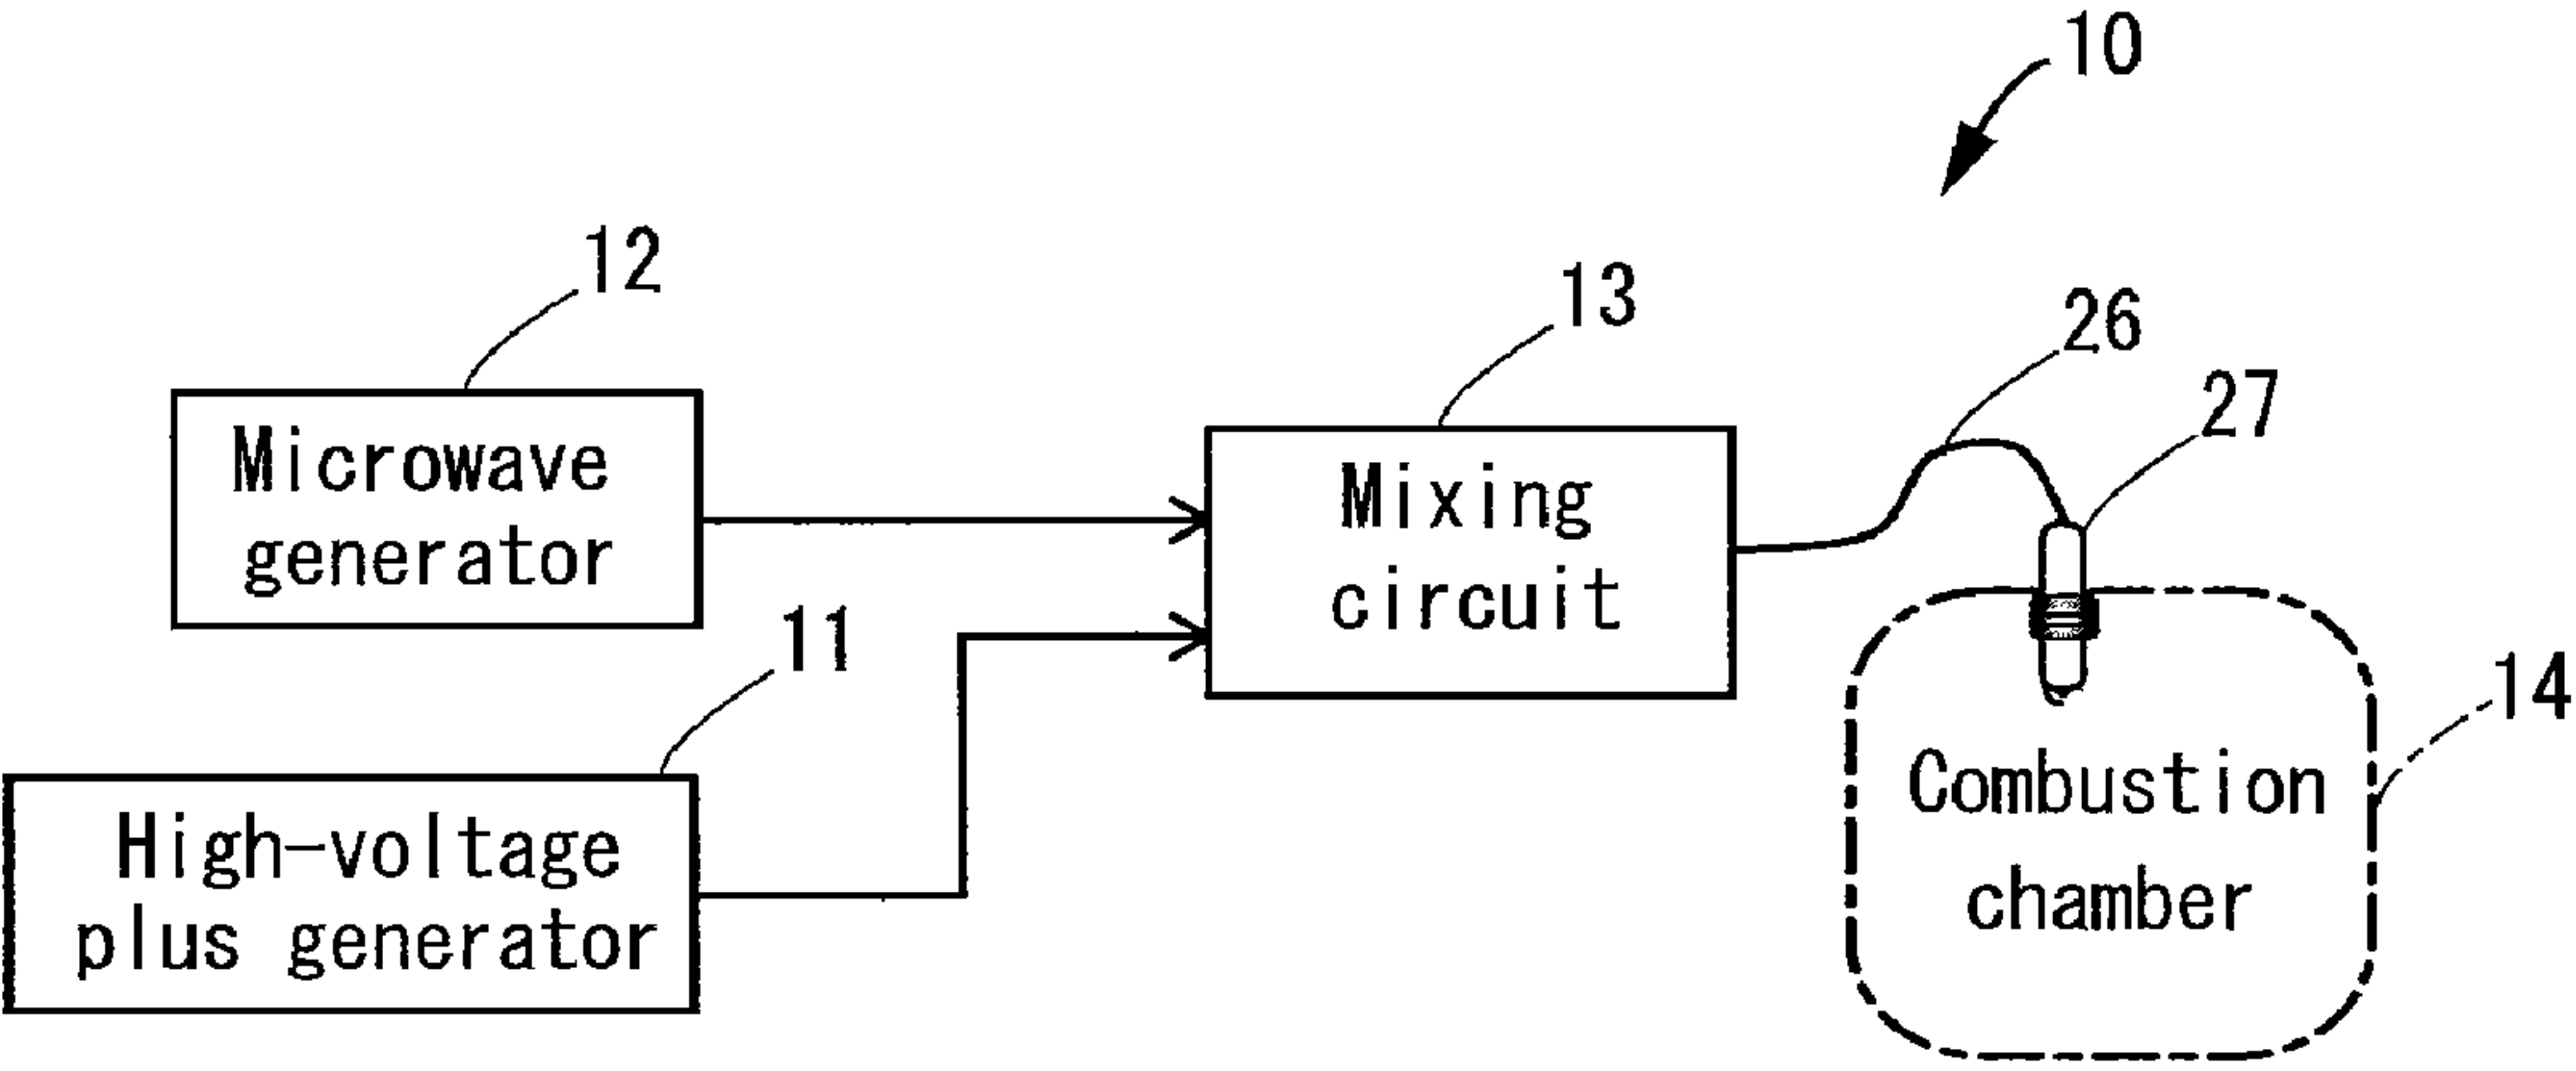 10
12
13
26
27
Microwave
generator
Mixing
circuit
11
14
High-voltage
plus generator
Combustion
chamber